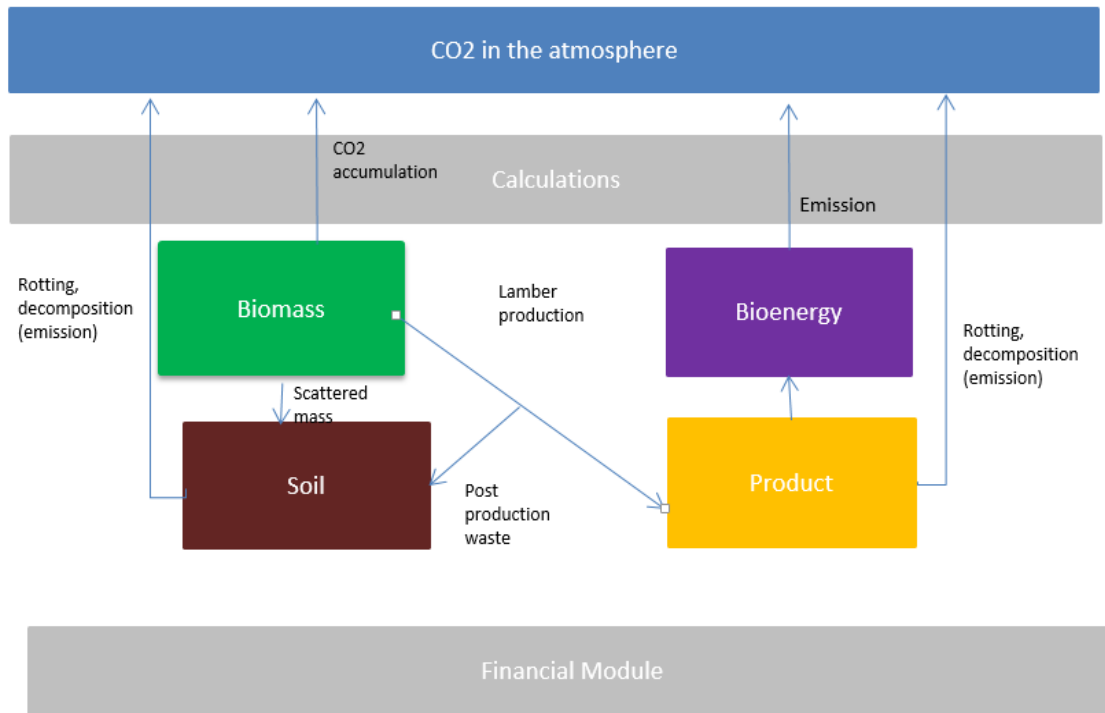 CO2 in the atmosphere
CO2
accumulation
Calculations
Emission
Rotting,
decomposition
(emission)
Biomass
Lamber
production
Bioenergy
Rotting,
decomposition
(emission)
Scattered
mass
Soil
Post
production
waste
Product
Financial Module